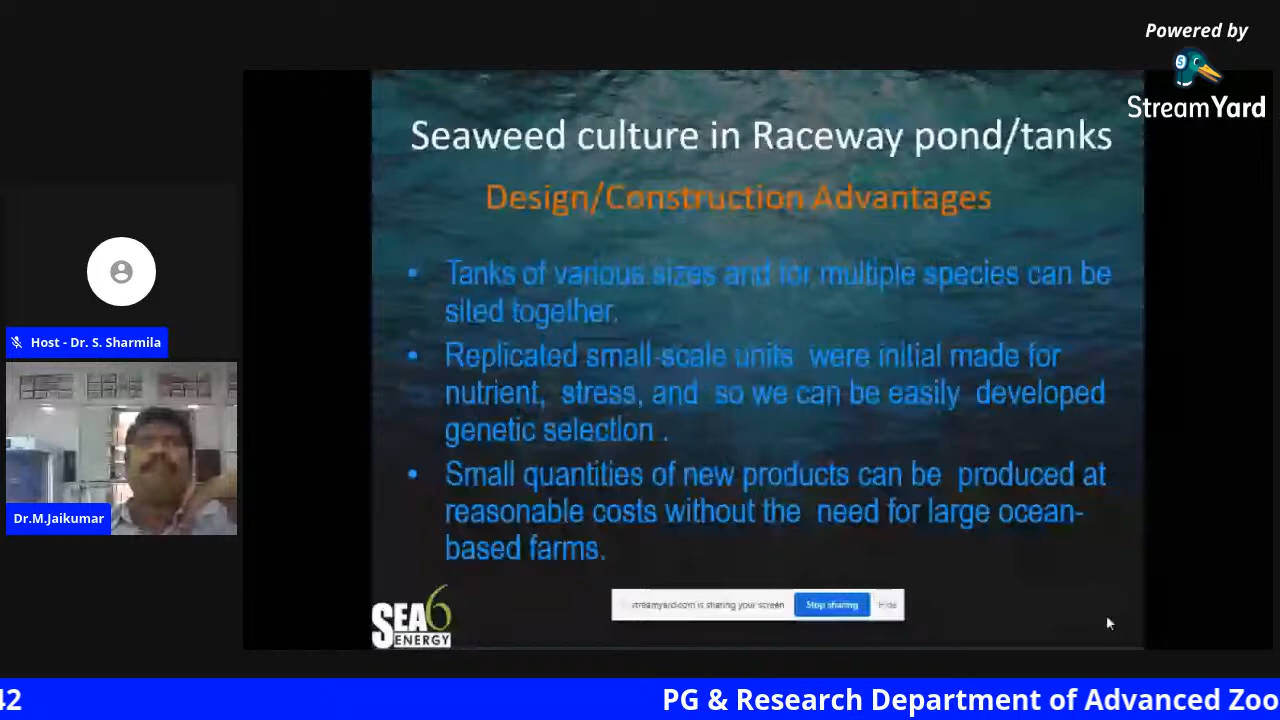 Powered by
StreamYard
Seaweed culture in Raceway pond/tanks
Design/Construction Advantages
• Tanks of various sizes and for multiple species can be
sited together.
• Replicated small-scale units were initial made for
nutrient, stress, and so we can be easily developed
genetic selection .
• Small quantities of new products can be produced at
reasonable costs without the need for large ocean-
based farms.
Host - Dr. S. Sharmila
Dr.M.Jaikumar
SEA6
ENERGY
streamyard.com is sharing your screen
Stop sharing
Hide
42
PG & Research Department of Advanced Zoo